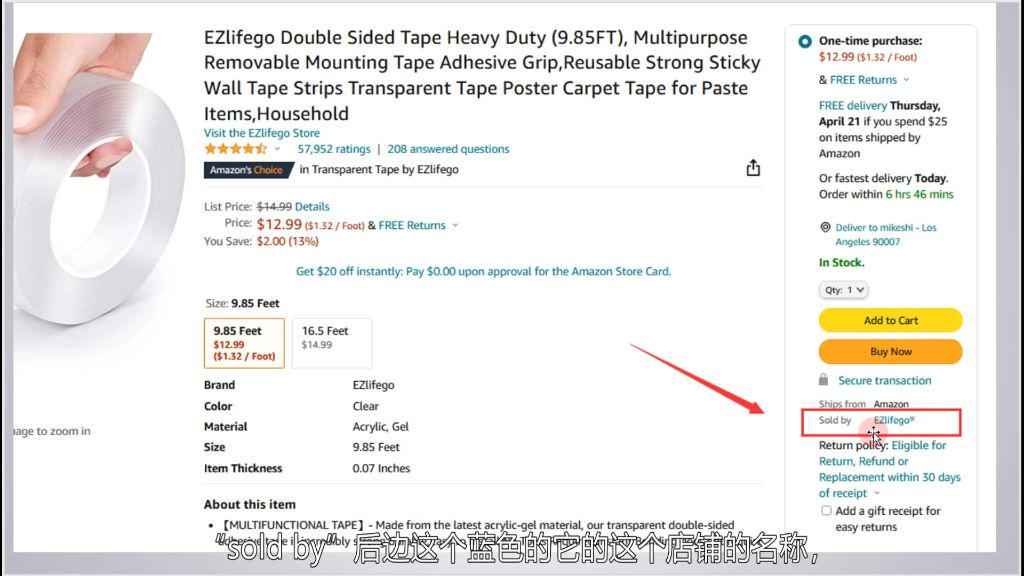 EZlifego Double Sided Tape Heavy Duty (9.85FT), Multipurpose
Removable Mounting Tape Adhesive Grip,Reusable Strong Sticky
Wall Tape Strips Transparent Tape Poster Carpet Tape for Paste
Items,Household
Visit the EZlifego Store
57,952 ratings | 208 answered questions
Amazon's Choice in Transparent Tape by EZlifego
List Price: $14.99 Details
Price: $12.99 ($1.32 / Foot) & FREE Returns
You Save: $2.00 (13%)
Get $20 off instantly: Pay $0.00 upon approval for the Amazon Store Card.
Size: 9.85 Feet
9.85 Feet 16.5 Feet
$12.99 $14.99
($1.32 / Foot)
Brand EZlifego
Color Clear
Material Acrylic, Gel
Size 9.85 Feet
Item Thickness 0.07 Inches
About this item
• 【MULTIFUNCTIONAL TAPE】- Made from the latest acrylic-gel material, our transparent double-sided
age to zoom in
One-time purchase:
$12.99 ($1.32 / Foot)
& FREE Returns
FREE delivery Thursday,
April 21 if you spend $25
on items shipped by
Amazon
Or fastest delivery Today.
Order within 6 hrs 46 mins
Deliver to mikeshi - Los
Angeles 90007
In Stock.
Qty: 1
Add to Cart
Buy Now
Secure transaction
Ships from Amazon
Sold by EZlifego®
Return policy: Eligible for
Return, Refund or
Replacement within 30 days
of receipt
Add a gift receipt for
easy returns
“sold by” 后边这个蓝色的它的这个店铺的名称,